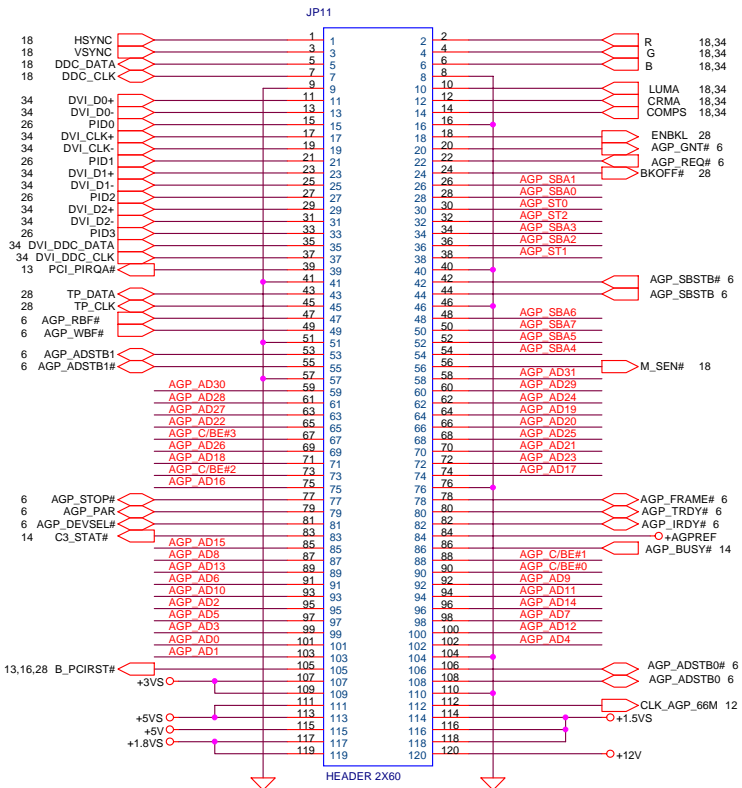 JP11
18 HSYNC 1 1 2 2 R 18,34
18 VSYNC 3 3 4 4 G 18,34
18 DDC_DATA 5 5 6 6 B 18,34
18 DDC_CLK 7 7 8 8
9 9 10 10 LUMA 18,34
34 DVI_D0+ 11 11 12 12 CRMA 18,34
34 DVI_D0- 13 13 14 14 COMPS 18,34
26 PID0 15 15 16 16
34 DVI_CLK+ 17 17 18 18 ENBKL 28
34 DVI_CLK- 19 19 20 20 AGP_GNT# 6
26 PID1 21 21 22 22 AGP_REQ# 6
34 DVI_D1+ 23 23 24 24 BKOFF# 28
34 DVI_D1- 25 25 26 26 AGP_SBA1
26 PID2 27 27 28 28 AGP_SBA0
34 DVI_D2+ 29 29 30 30 AGP_ST0
34 DVI_D2- 31 31 32 32 AGP_ST2
26 PID3 33 33 34 34 AGP_SBA3
34 DVI_DDC_DATA 35 35 36 36 AGP_SBA2
34 DVI_DDC_CLK 37 37 38 38 AGP_ST1
13 PCI_PIRQA# 39 39 40 40
41 41 42 42 AGP_SBSTB# 6
28 TP_DATA 43 43 44 44 AGP_SBSTB 6
28 TP_CLK 45 45 46 46
6 AGP_RBF# 47 47 48 48 AGP_SBA6
6 AGP_WBF# 49 49 50 50 AGP_SBA7
51 51 52 52 AGP_SBA5
6 AGP_ADSTB1 53 53 54 54 AGP_SBA4
6 AGP_ADSTB1# 55 55 56 56 M_SEN# 18
57 57 58 58 AGP_AD31
AGP_AD30 59 59 60 60 AGP_AD29
AGP_AD28 61 61 62 62 AGP_AD24
AGP_AD27 63 63 64 64 AGP_AD19
AGP_AD22 65 65 66 66 AGP_AD20
AGP_C/BE#3 67 67 68 68 AGP_AD25
AGP_AD26 69 69 70 70 AGP_AD21
AGP_AD18 71 71 72 72 AGP_AD23
AGP_C/BE#2 73 73 74 74 AGP_AD17
AGP_AD16 75 75 76 76
6 AGP_STOP# 77 77 78 78 AGP_FRAME# 6
6 AGP_PAR 79 79 80 80 AGP_TRDY# 6
6 AGP_DEVSEL# 81 81 82 82 AGP_IRDY# 6
14 C3_STAT# 83 83 84 84 +AGPREF
AGP_AD15 85 85 86 86 AGP_BUSY# 14
AGP_AD8 87 87 88 88 AGP_C/BE#1
AGP_AD13 89 89 90 90 AGP_C/BE#0
AGP_AD6 91 91 92 92 AGP_AD9
AGP_AD10 93 93 94 94 AGP_AD11
AGP_AD2 95 95 96 96 AGP_AD14
AGP_AD5 97 97 98 98 AGP_AD7
AGP_AD3 99 99 100 100 AGP_AD12
AGP_AD0 101 101 102 102 AGP_AD4
AGP_AD1 103 103 104 104
13,16,28 B_PCIRST# 105 105 106 106 AGP_ADSTB0# 6
+3VS 107 107 108 108 AGP_ADSTB0 6
109 109 110 110
111 111 112 112 CLK_AGP_66M 12
+5VS 113 113 114 114 +1.5VS
+5V 115 115 116 116
+1.8VS 117 117 118 118
119 119 120 120 +12V
HEADER 2X60